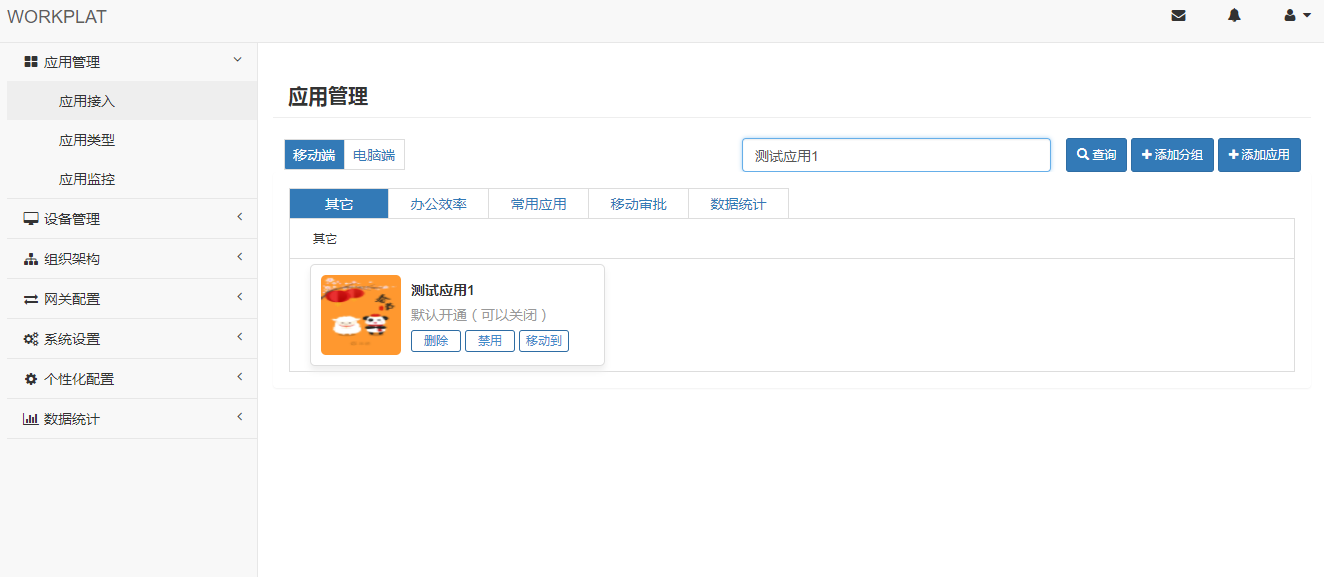 WORKPLAT
应用管理
应用接入
应用类型
应用监控
设备管理
组织架构
网关配置
系统设置
个性化配置
数据统计
应用管理
移动端 电脑端 测试应用1 查询 添加分组 添加应用
其它 办公效率 常用应用 移动审批 数据统计
其它
测试应用1
默认开通（可以关闭）
删除 禁用 移动到